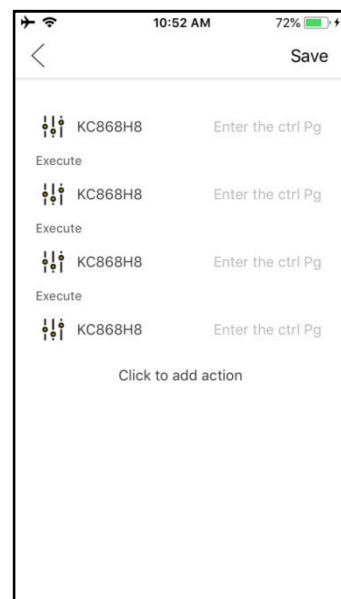 10:52 AM 72%
Save
KC868H8 Enter the ctrl Pg
Execute
KC868H8 Enter the ctrl Pg
Execute
KC868H8 Enter the ctrl Pg
Execute
KC868H8 Enter the ctrl Pg
Click to add action